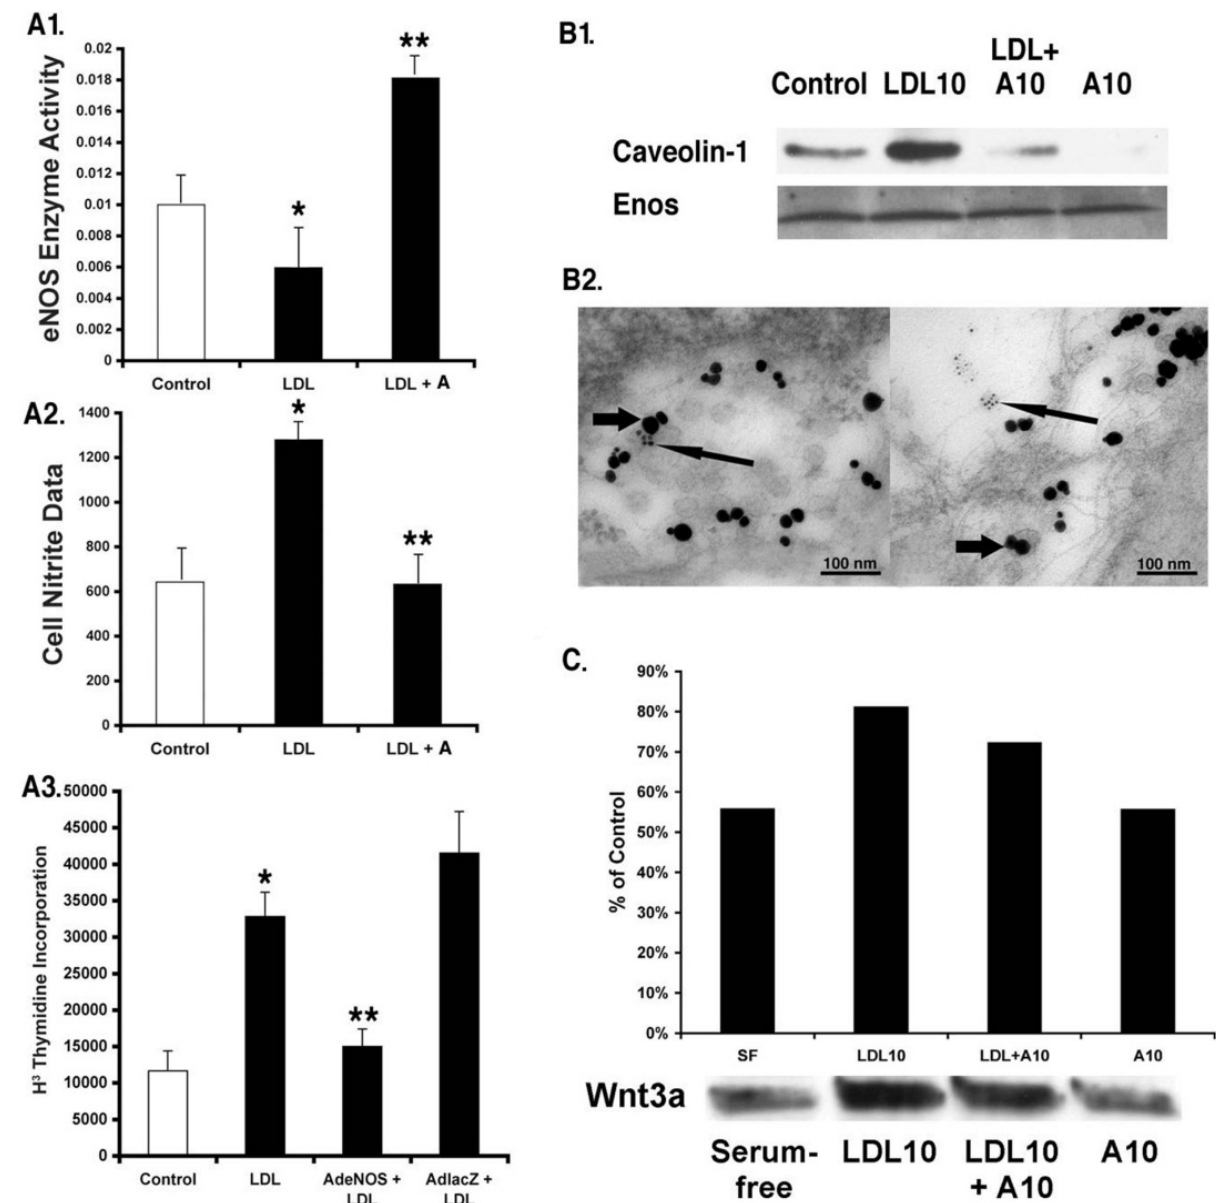 A1.
eNOS Enzyme Activity
0.02
0.018
0.016
0.014
0.012
0.01
0.008
0.006
0.004
0.002
0
*
**
Control LDL LDL + A
A2.
Cell Nitrite Data
1400
1200
1000
800
600
400
200
0
*
**
Control LDL LDL + A
A3.
H³ Thymidine Incorporation
50000
45000
40000
35000
30000
25000
20000
15000
10000
5000
0
*
**
Control LDL AdeNOS + AdlacZ +
LDL LDL
B1.
LDL+
Control LDL10 A10 A10
Caveolin-1
Enos
B2.
100 nm 100 nm
C.
% of Control
90%
80%
70%
60%
50%
40%
30%
20%
10%
0%
SF LDL10 LDL+A10 A10
Wnt3a
Serum- LDL10 LDL10 A10
free + A10